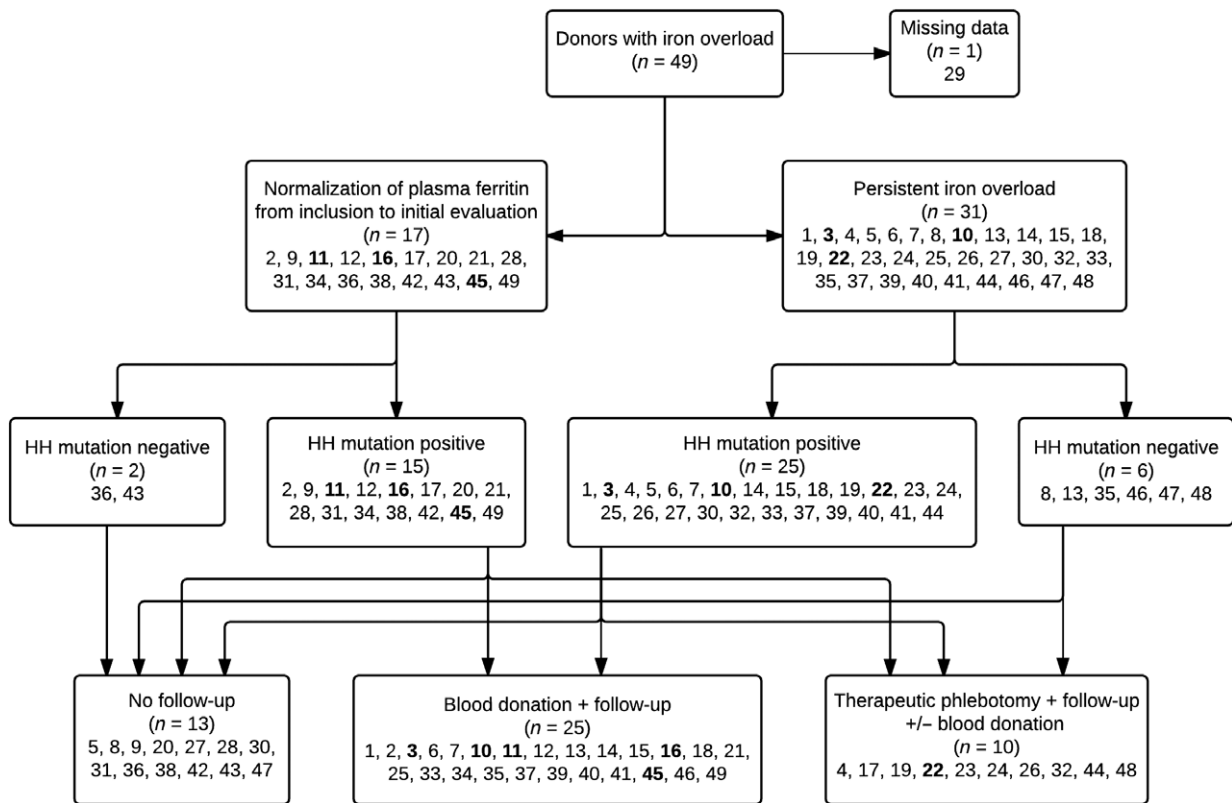 Donors with iron overload
(n = 49)
Missing data
(n = 1)
29
Normalization of plasma ferritin
from inclusion to initial evaluation
(n = 17)
2, 9, 11, 12, 16, 17, 20, 21, 28,
31, 34, 36, 38, 42, 43, 45, 49
Persistent iron overload
(n = 31)
1, 3, 4, 5, 6, 7, 8, 10, 13, 14, 15, 18,
19, 22, 23, 24, 25, 26, 27, 30, 32, 33,
35, 37, 39, 40, 41, 44, 46, 47, 48
HH mutation negative
(n = 2)
36, 43
HH mutation positive
(n = 15)
2, 9, 11, 12, 16, 17, 20, 21,
28, 31, 34, 38, 42, 45, 49
HH mutation positive
(n = 25)
1, 3, 4, 5, 6, 7, 10, 14, 15, 18, 19, 22, 23, 24,
25, 26, 27, 30, 32, 33, 37, 39, 40, 41, 44
HH mutation negative
(n = 6)
8, 13, 35, 46, 47, 48
No follow-up
(n = 13)
5, 8, 9, 20, 27, 28, 30,
31, 36, 38, 42, 43, 47
Blood donation + follow-up
(n = 25)
1, 2, 3, 6, 7, 10, 11, 12, 13, 14, 15, 16, 18, 21,
25, 33, 34, 35, 37, 39, 40, 41, 45, 46, 49
Therapeutic phlebotomy + follow-up
+/– blood donation
(n = 10)
4, 17, 19, 22, 23, 24, 26, 32, 44, 48